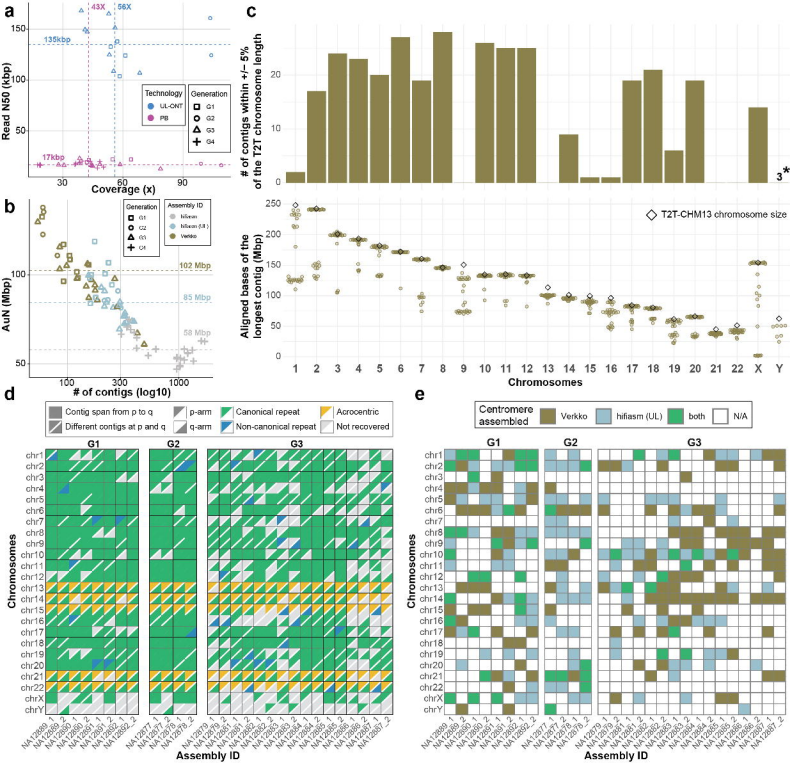 a
43X
56X
150
135kbp
100
50
17kbp
Read N50 (kbp)
30
60
90
Coverage (x)
Technology
UL-ONT
PB
Generation
G1
G2
G3
G4
b
Generation
G1
G2
G3
G4
Assembly ID
hifiasm
hifiasm (UL)
Verkko
102 Mbp
85 Mbp
58 Mbp
AuN (Mbp)
100
50
100
300
1000
# of contigs (log10)
c
# of contigs within +/− 5%
of the T2T chromosome length
20
10
0
3*
Aligned bases of the
longest contig (Mbp)
250
200
150
100
50
0
T2T-CHM13 chromosome size
1 2 3 4 5 6 7 8 9 10 11 12 13 14 15 16 17 18 19 20 21 22 X Y
Chromosomes
d
Contig span from p to q
Different contigs at p and q
p-arm
q-arm
Canonical repeat
Non-canonical repeat
Acrocentric
Not recovered
G1 G2 G3
Chromosomes
chr1
chr2
chr3
chr4
chr5
chr6
chr7
chr8
chr9
chr10
chr11
chr12
chr13
chr14
chr15
chr16
chr17
chr18
chr19
chr20
chr21
chr22
chrX
chrY
Assembly ID
e
Centromere
assembled
Verkko
hifiasm (UL)
both
N/A
G1 G2 G3
Chromosomes
chr1
chr2
chr3
chr4
chr5
chr6
chr7
chr8
chr9
chr10
chr11
chr12
chr13
chr14
chr15
chr16
chr17
chr18
chr19
chr20
chr21
chr22
chrX
chrY
Assembly ID